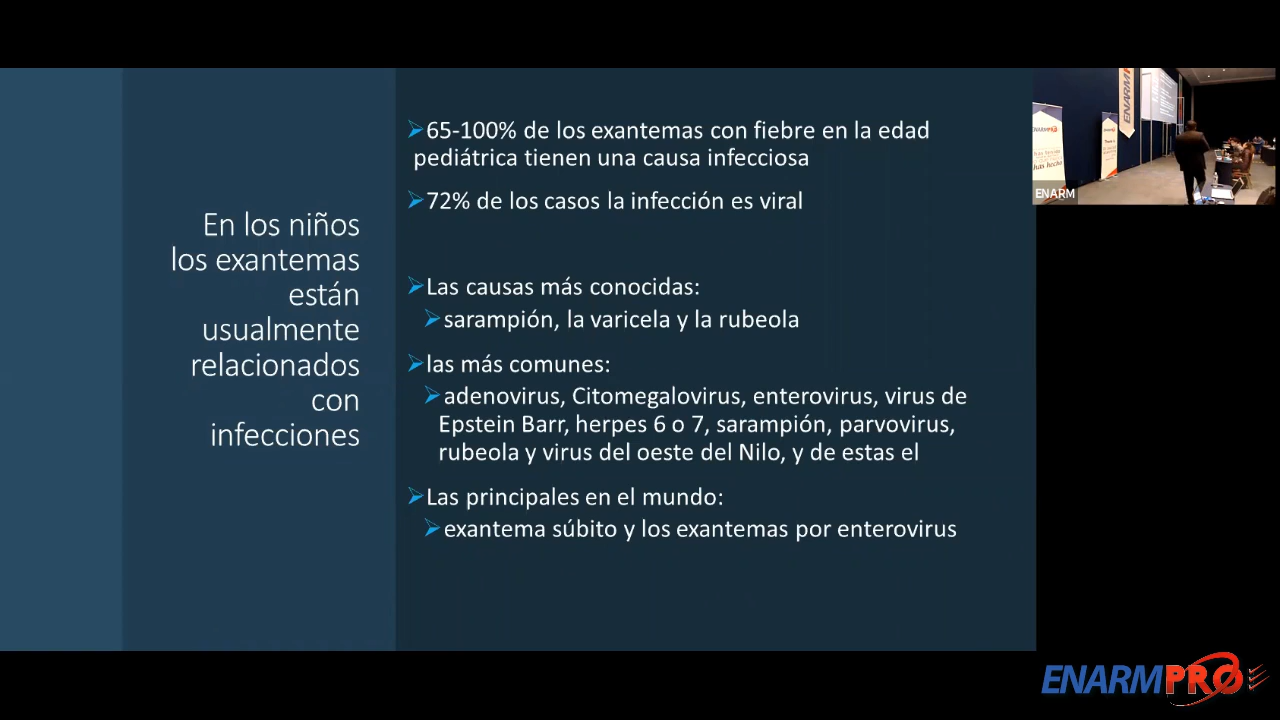 En los niños
los exantemas
están
usualmente
relacionados
con
infecciones
65-100% de los exantemas con fiebre en la edad
pediátrica tienen una causa infecciosa
72% de los casos la infección es viral
Las causas más conocidas:
sarampión, la varicela y la rubeola
las más comunes:
adenovirus, Citomegalovirus, enterovirus, virus de
Epstein Barr, herpes 6 o 7, sarampión, parvovirus,
rubeola y virus del oeste del Nilo, y de estas el
Las principales en el mundo:
exantema súbito y los exantemas por enterovirus
ENARM
ENARMPRO